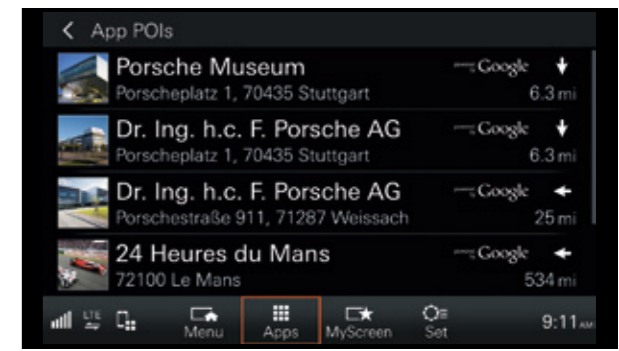 App POIs
Porsche Museum Google
Porscheplatz 1, 70435 Stuttgart 6.3 mi
Dr. Ing. h.c. F. Porsche AG Google
Porscheplatz 1, 70435 Stuttgart 6.3 mi
Dr. Ing. h.c. F. Porsche AG Google
Porschestraße 911, 71287 Weissach 25 mi
24 Heures du Mans Google
72100 Le Mans 534 mi
LTE Menu Apps MyScreen Set 9:11 AM